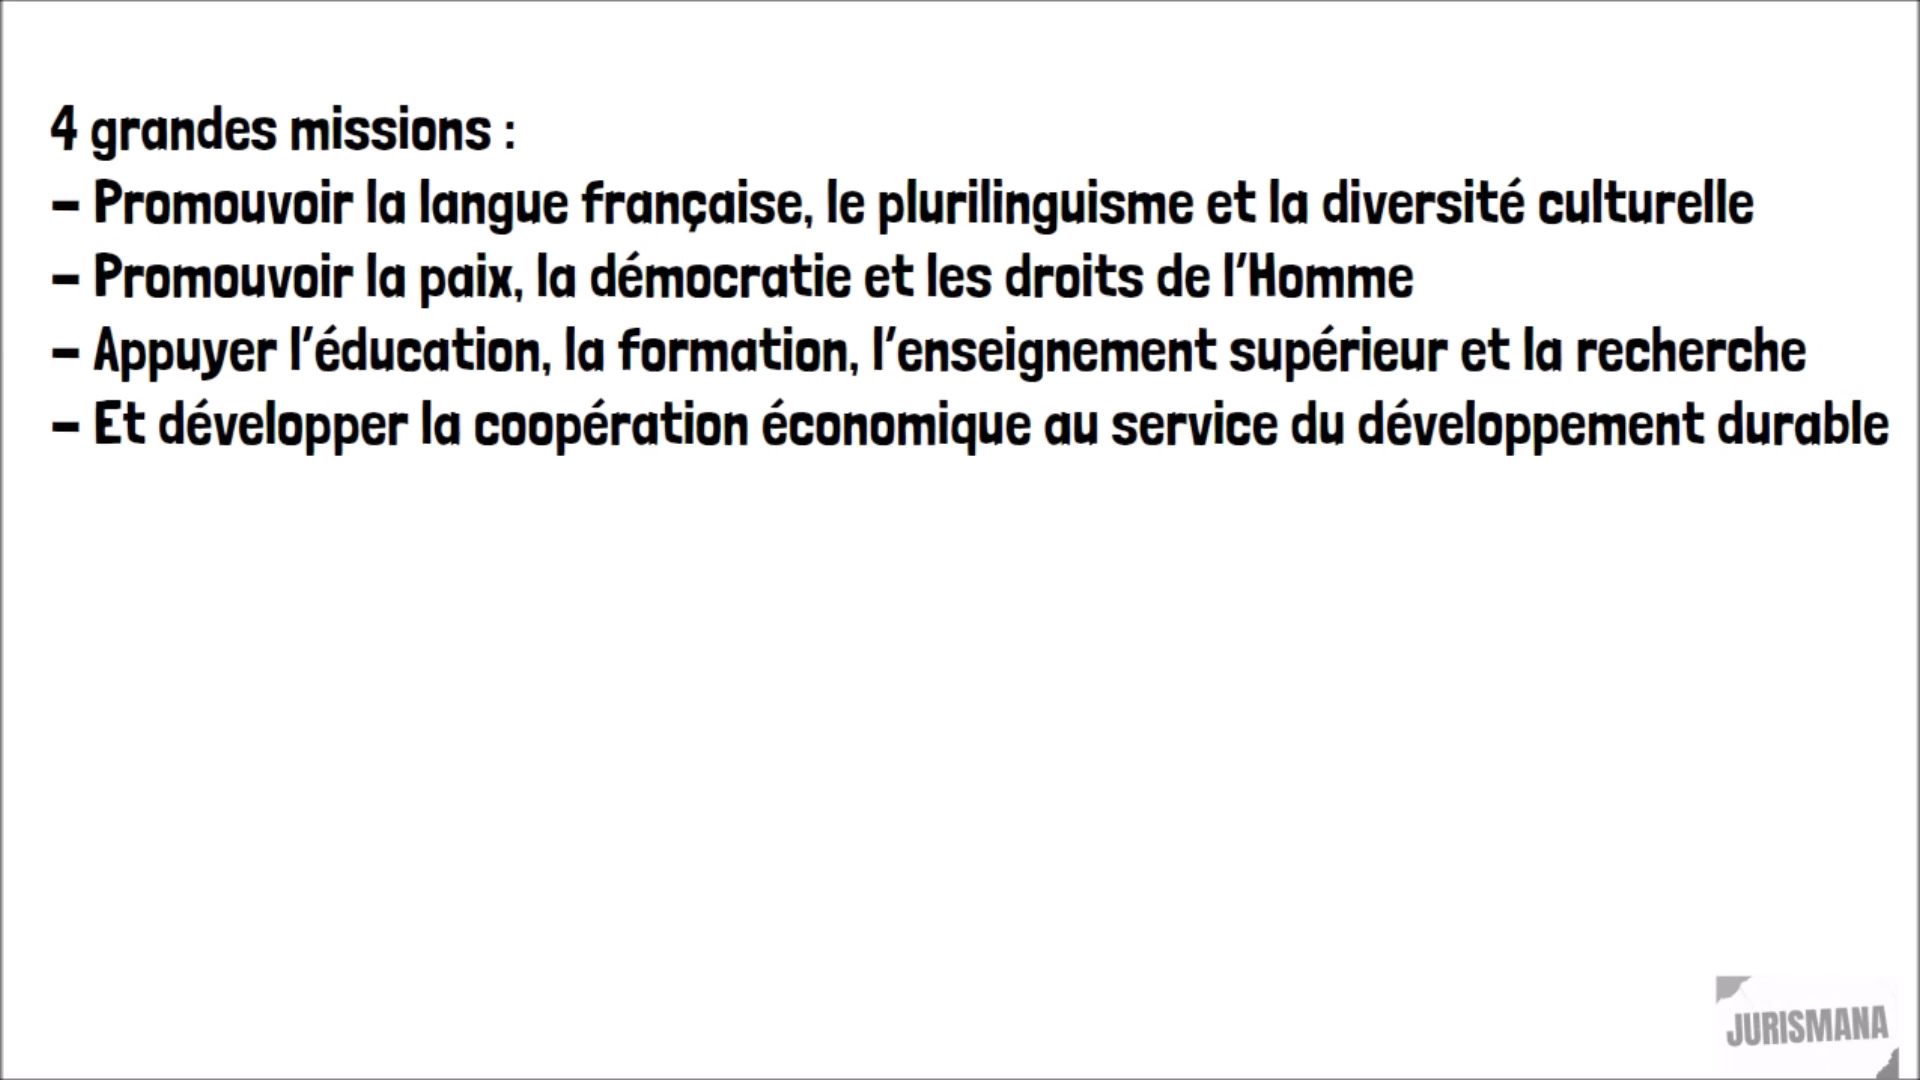 4 grandes missions :
– Promouvoir la langue française, le plurilinguisme et la diversité culturelle
– Promouvoir la paix, la démocratie et les droits de l'Homme
– Appuyer l'éducation, la formation, l'enseignement supérieur et la recherche
– Et développer la coopération économique au service du développement durable
JURISMANA